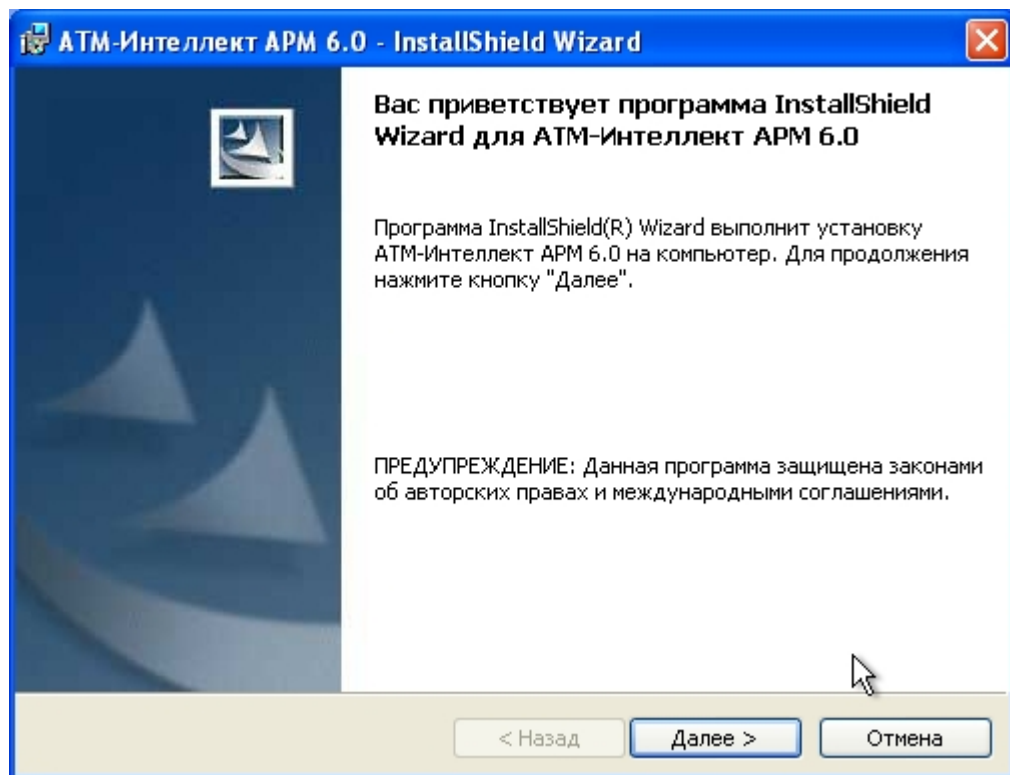 АТМ-Интеллект АРМ 6.0 - InstallShield Wizard
Вас приветствует программа InstallShield
Wizard для АТМ-Интеллект АРМ 6.0
Программа InstallShield(R) Wizard выполнит установку
АТМ-Интеллект АРМ 6.0 на компьютер. Для продолжения
нажмите кнопку "Далее".
ПРЕДУПРЕЖДЕНИЕ: Данная программа защищена законами
об авторских правах и международными соглашениями.
< Назад
Далее >
Отмена